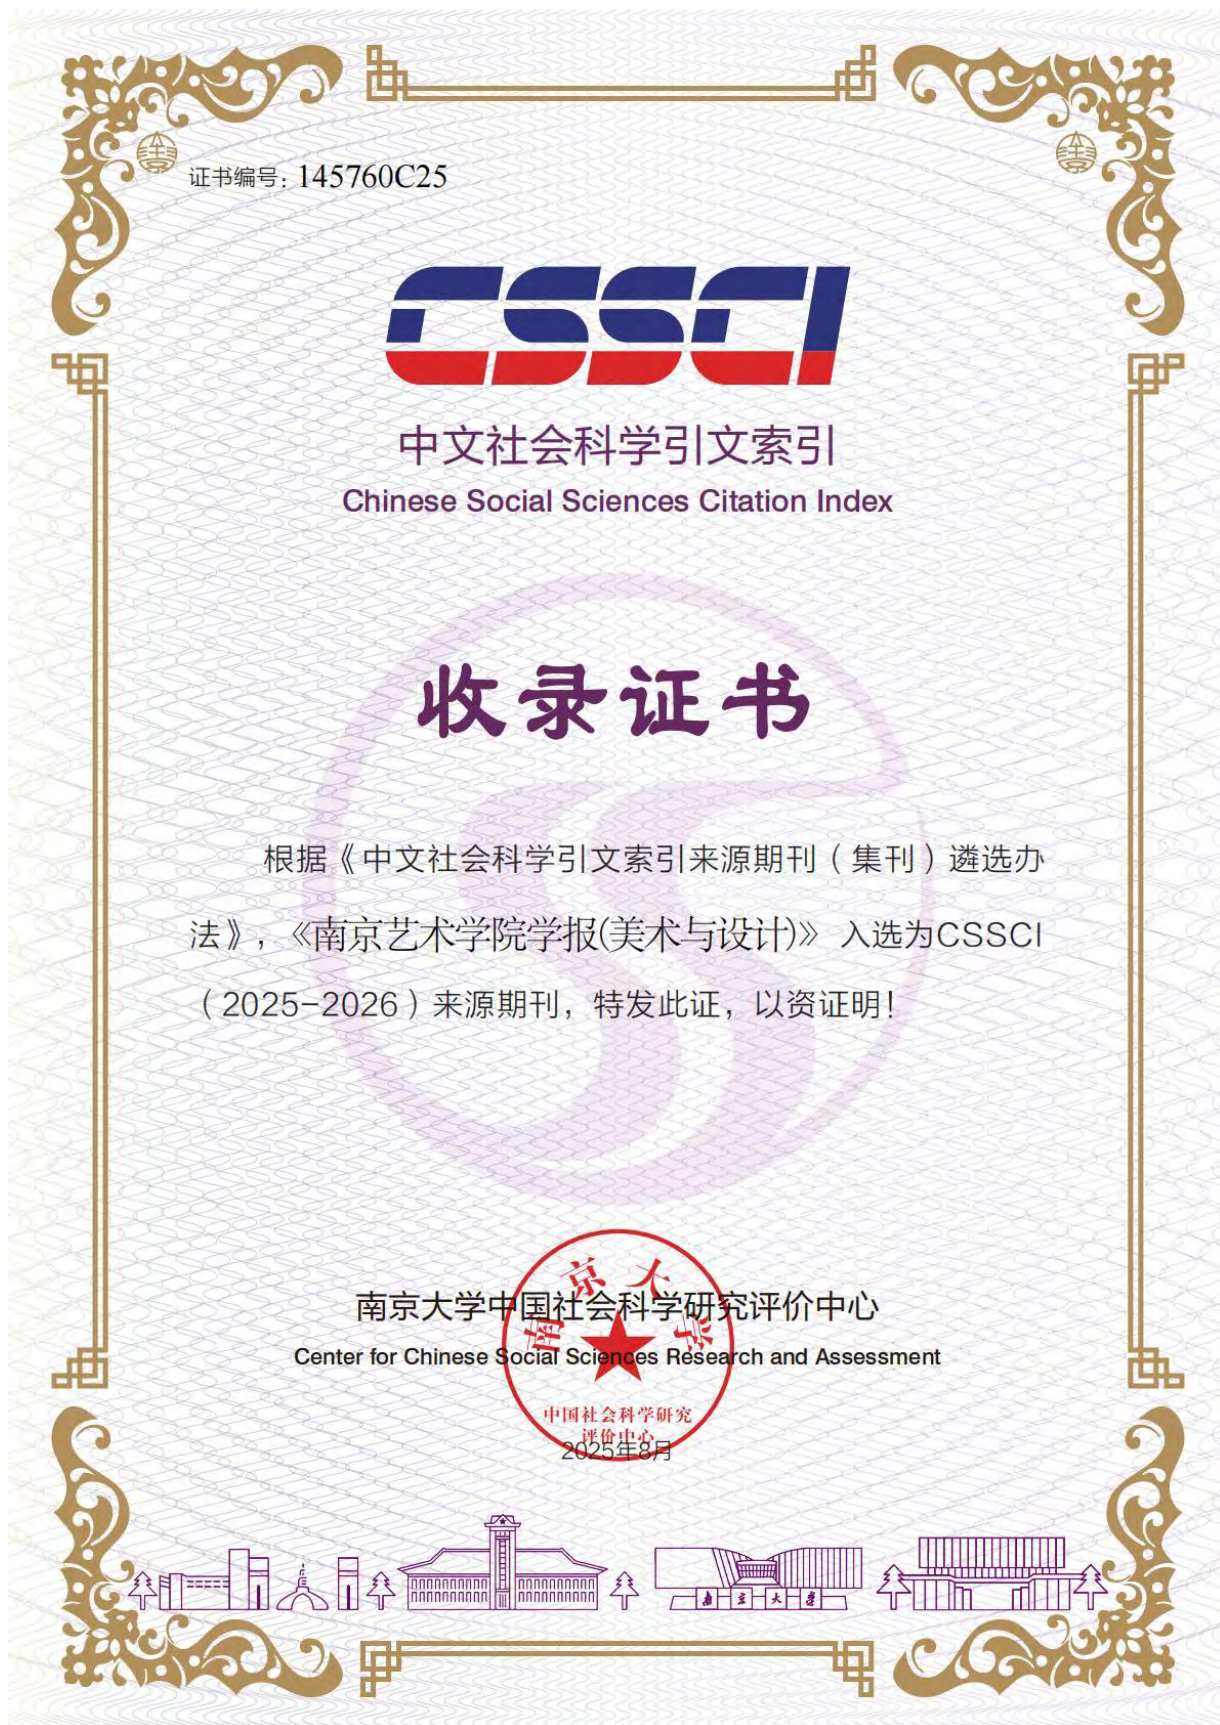 证书编号：145760C25
CSSCI
中文社会科学引文索引
Chinese Social Sciences Citation Index
收录证书
根据《中文社会科学引文索引来源期刊（集刊）遴选办
法》，《南京艺术学院学报(美术与设计)》 入选为CSSCI
（2025-2026）来源期刊，特发此证，以资证明！
南京大学
南京大学中国社会科学研究评价中心
Center for Chinese Social Sciences Research and Assessment
中国社会科学研究
评价中心
2025年8月
南京大学